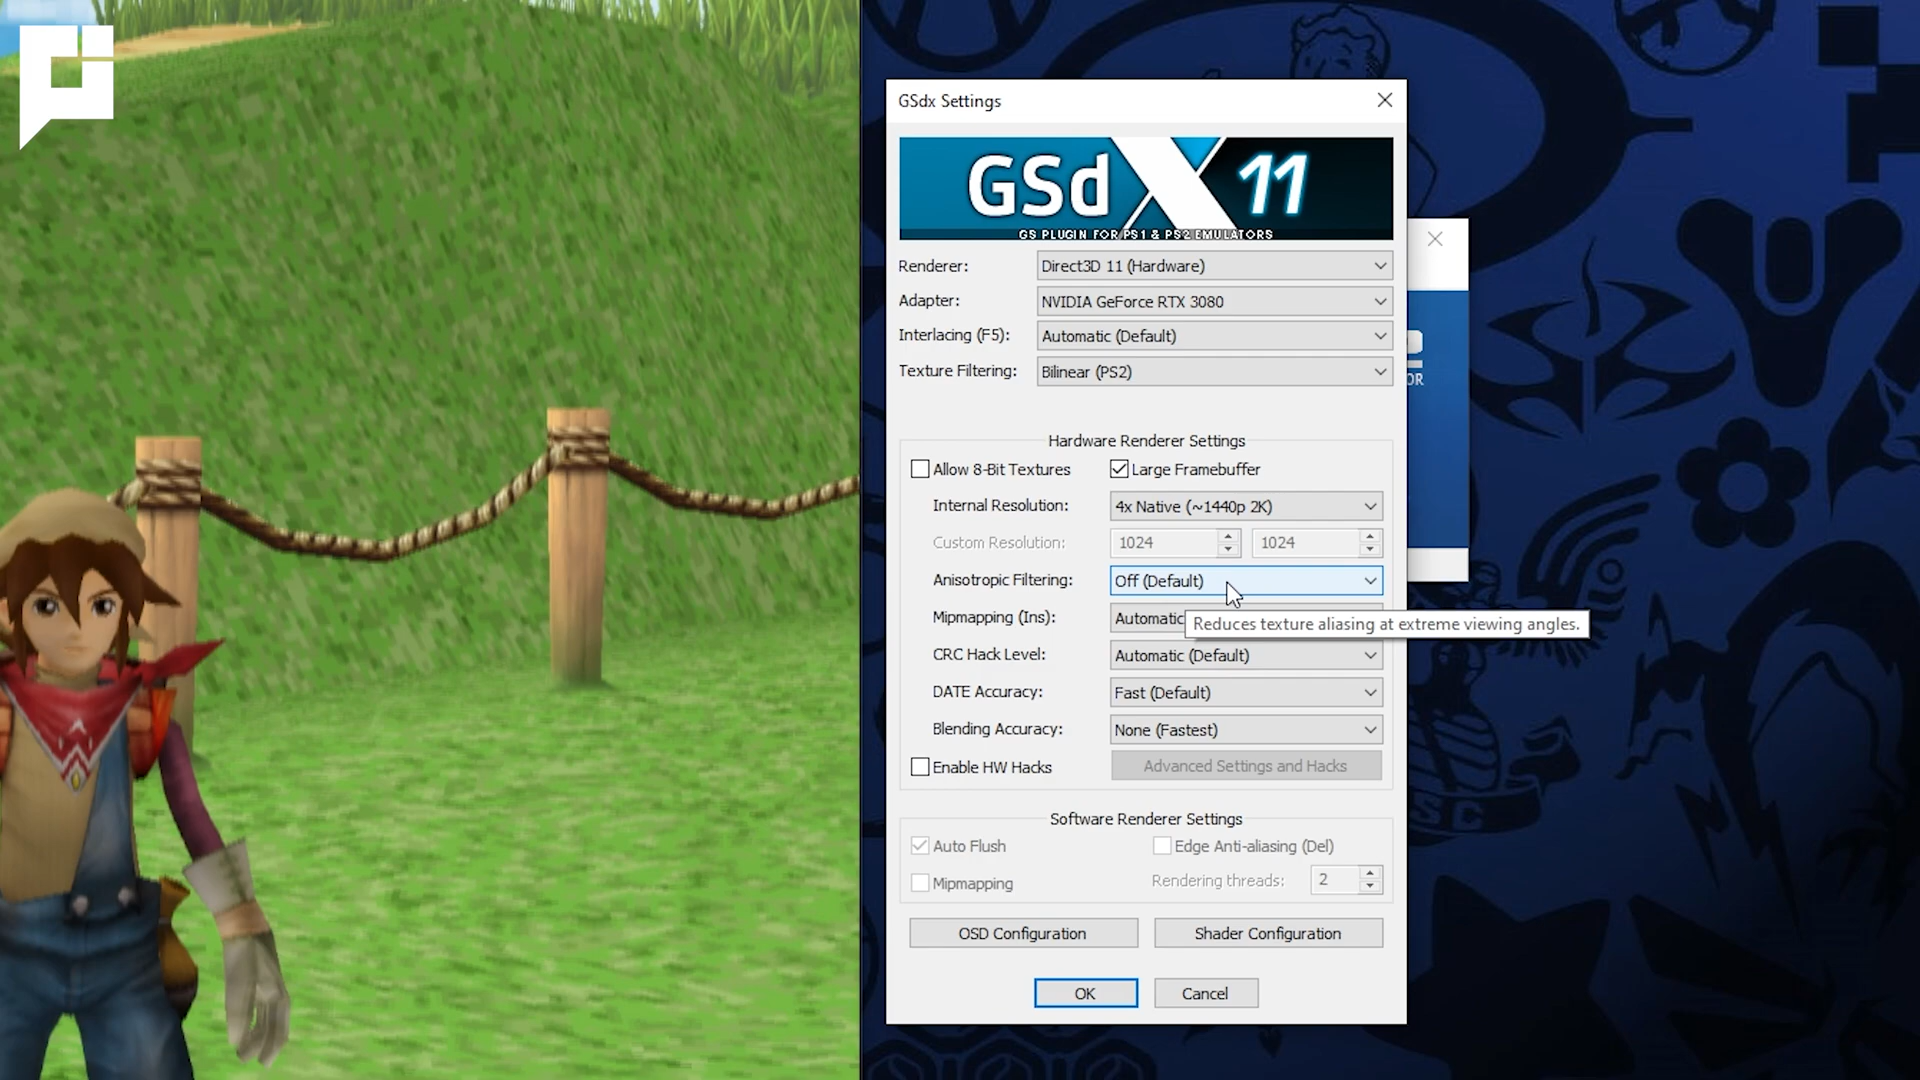 GSdx Settings
GSdX 11
GS PLUGIN FOR PS1 & PS2 EMULATORS
Renderer: Direct3D 11 (Hardware)
Adapter: NVIDIA GeForce RTX 3080
Interlacing (F5): Automatic (Default)
Texture Filtering: Bilinear (PS2)
OR
Hardware Renderer Settings
Allow 8-Bit Textures Large Framebuffer
Internal Resolution: 4x Native (~1440p 2K)
Custom Resolution: 1024 1024
Anisotropic Filtering: Off (Default)
Mipmapping (Ins): Automatic
Reduces texture aliasing at extreme viewing angles.
CRC Hack Level: Automatic (Default)
DATE Accuracy: Fast (Default)
Blending Accuracy: None (Fastest)
Enable HW Hacks Advanced Settings and Hacks
SC
Software Renderer Settings
Auto Flush Edge Anti-aliasing (Del)
Mipmapping Rendering threads: 2
OSD Configuration Shader Configuration
OK Cancel